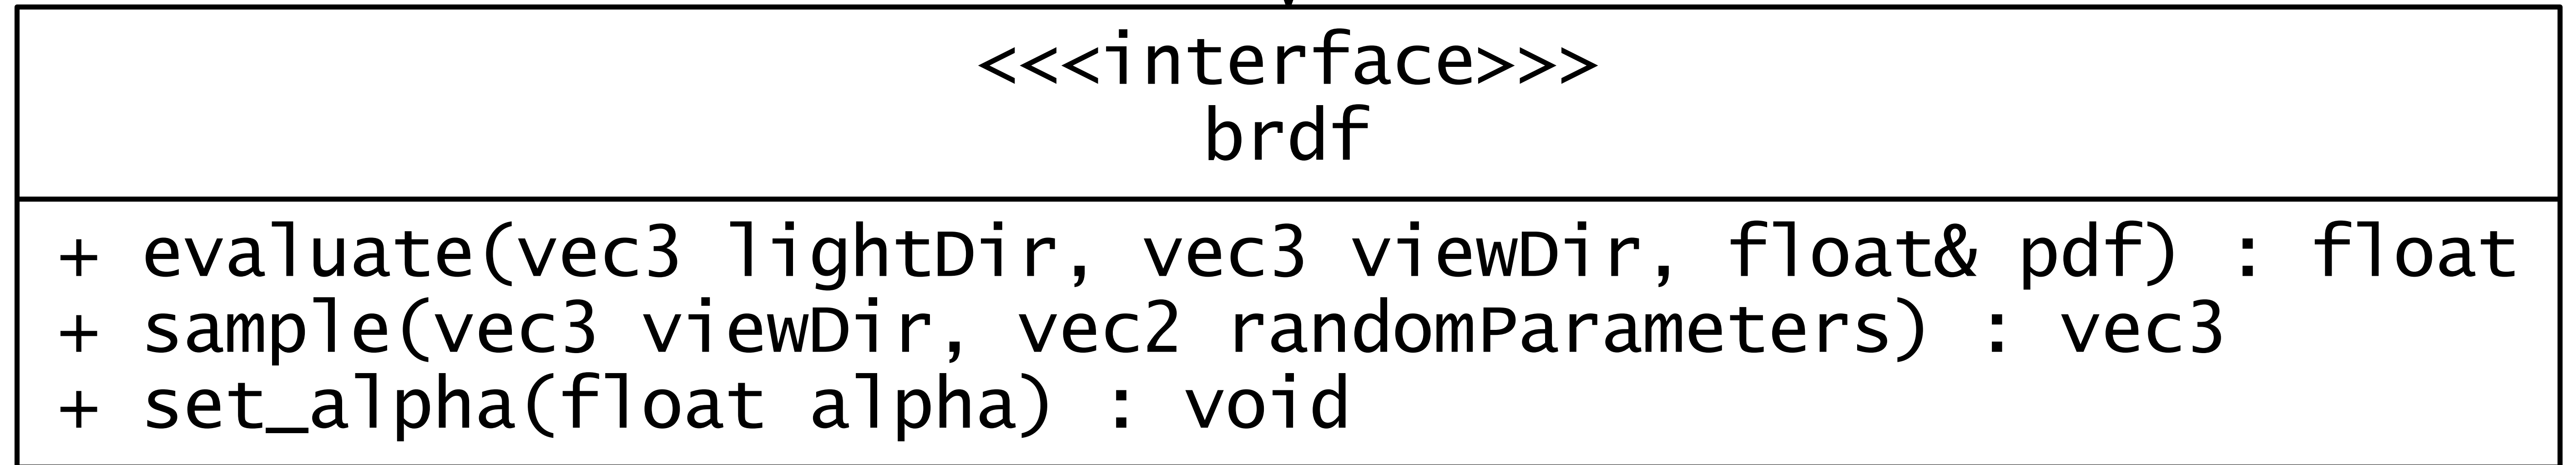 <<<interface>>>
brdf
+ evaluate(vec3 lightDir, vec3 viewDir, float& pdf) : float
+ sample(vec3 viewDir, vec2 randomParameters) : vec3
+ set_alpha(float alpha) : void